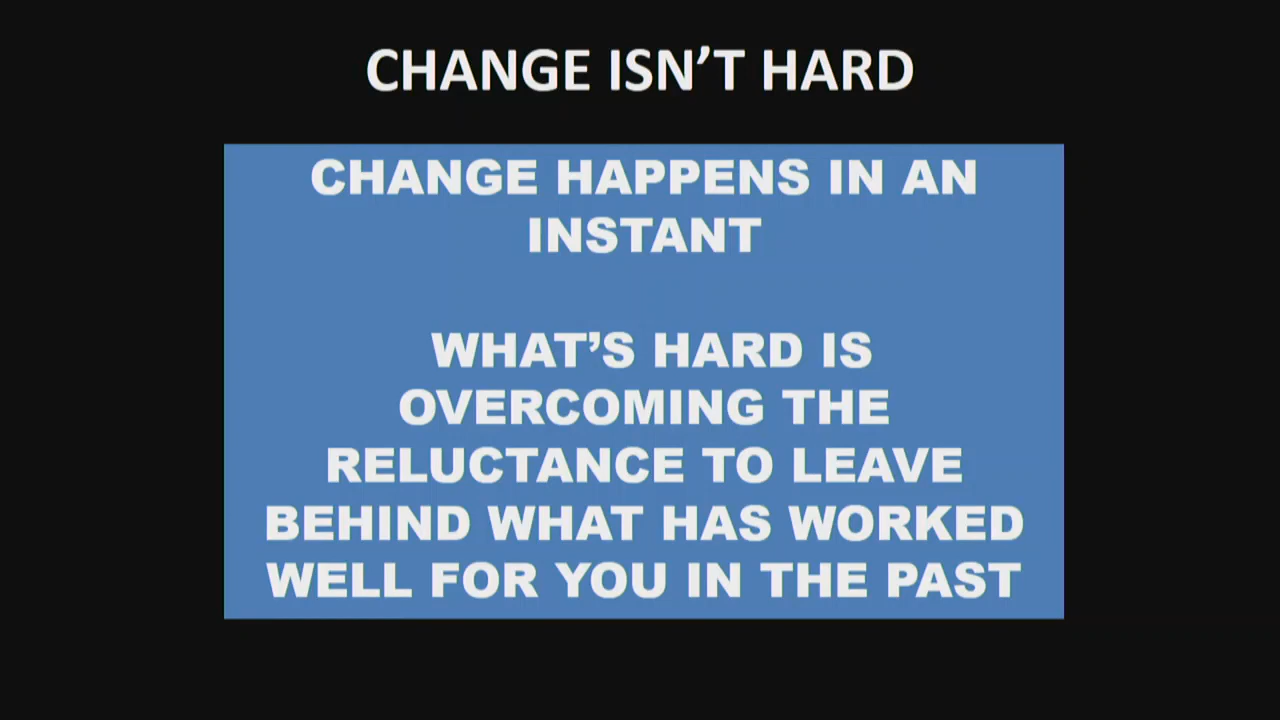 CHANGE ISN’T HARD
CHANGE HAPPENS IN AN
INSTANT
WHAT’S HARD IS
OVERCOMING THE
RELUCTANCE TO LEAVE
BEHIND WHAT HAS WORKED
WELL FOR YOU IN THE PAST